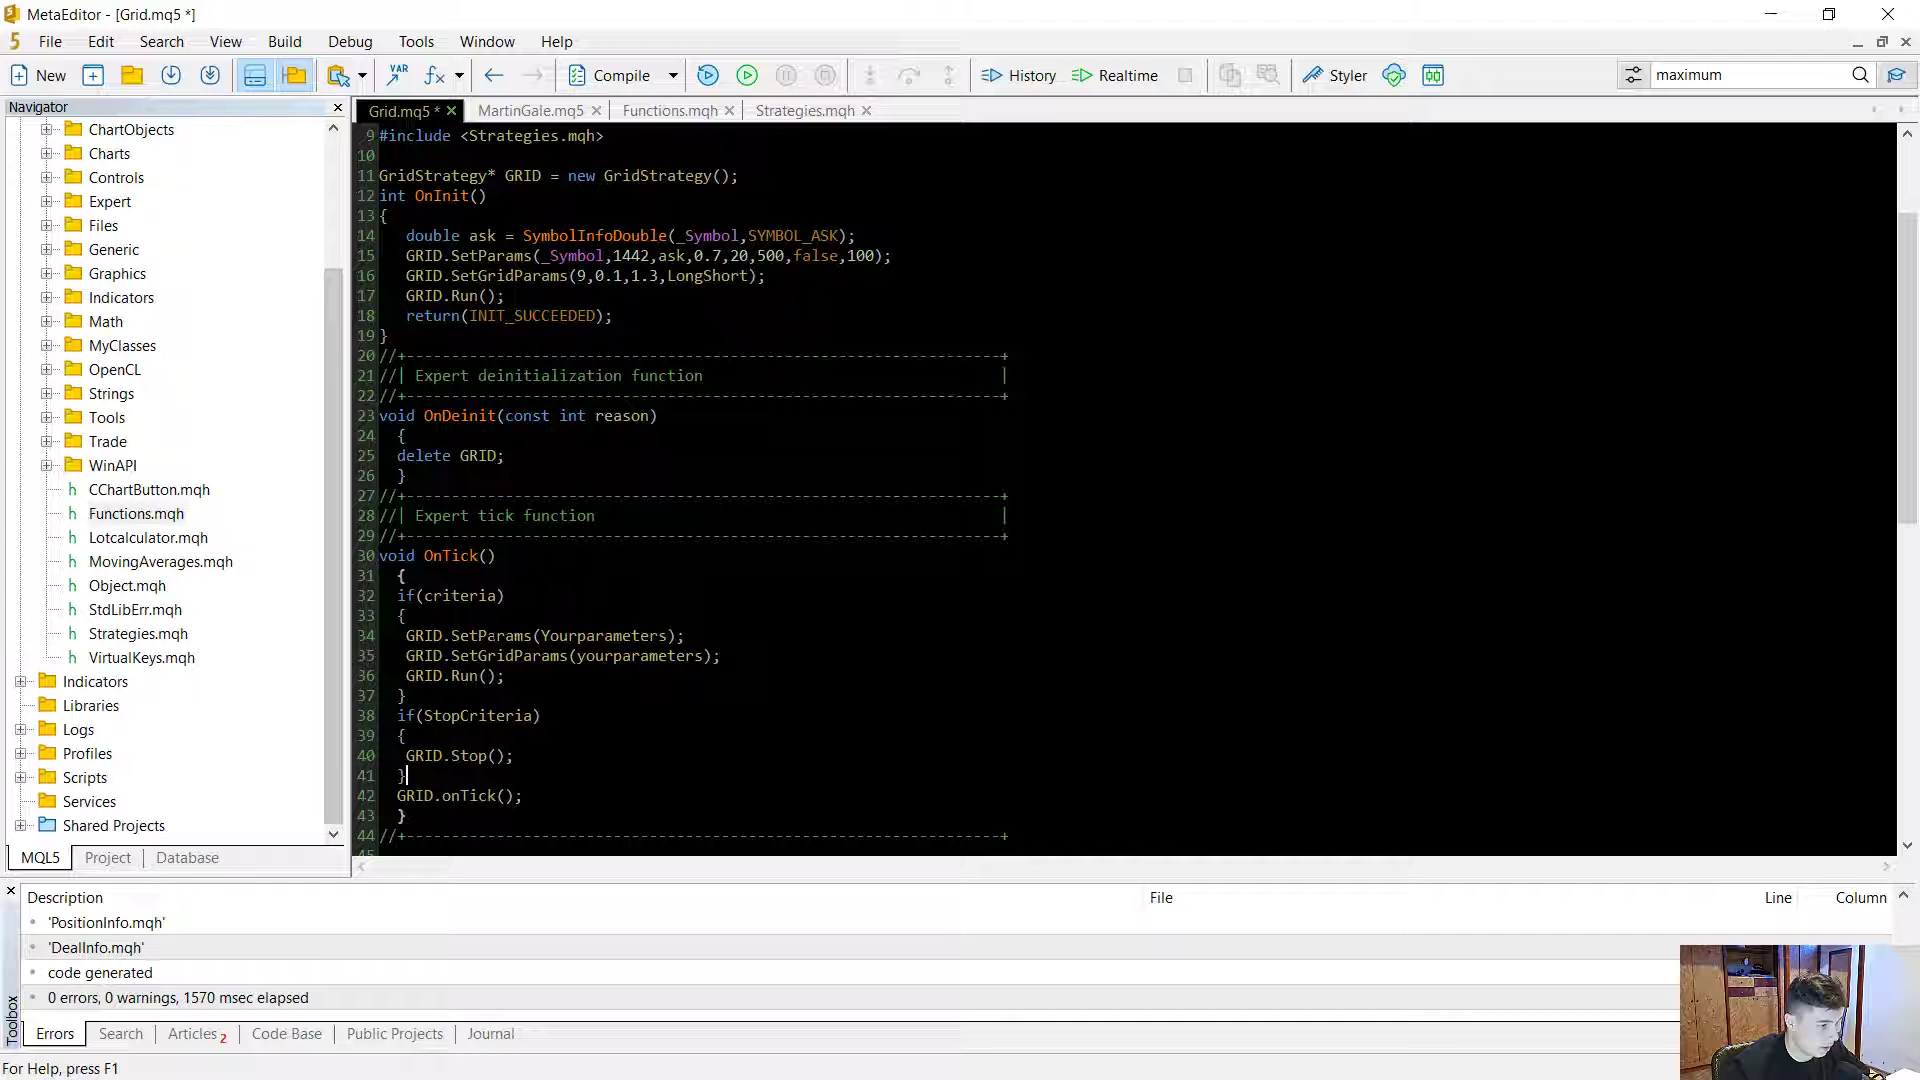 MetaEditor - [Grid.mq5 *]
5 File Edit Search View Build Debug Tools Window Help
New VAR fx Compile History Realtime Styler maximum
Navigator
Grid.mq5 * MartinGale.mq5 Functions.mqh Strategies.mqh
ChartObjects
Charts
Controls
Expert
Files
Generic
Graphics
Indicators
Math
MyClasses
OpenCL
Strings
Tools
Trade
WinAPI
CChartButton.mqh
Functions.mqh
Lotcalculator.mqh
MovingAverages.mqh
Object.mqh
StdLibErr.mqh
Strategies.mqh
VirtualKeys.mqh
Indicators
Libraries
Logs
Profiles
Scripts
Services
Shared Projects
MQL5 Project Database
9 #include <Strategies.mqh>
10
11 GridStrategy* GRID = new GridStrategy();
12 int OnInit()
13 {
14 double ask = SymbolInfoDouble(_Symbol,SYMBOL_ASK);
15 GRID.SetParams(_Symbol,1442,ask,0.7,20,500,false,100);
16 GRID.SetGridParams(9,0.1,1.3,LongShort);
17 GRID.Run();
18 return(INIT_SUCCEEDED);
19 }
20 //+------------------------------------------------------------------+
21 //| Expert deinitialization function |
22 //+------------------------------------------------------------------+
23 void OnDeinit(const int reason)
24 {
25 delete GRID;
26 }
27 //+------------------------------------------------------------------+
28 //| Expert tick function |
29 //+------------------------------------------------------------------+
30 void OnTick()
31 {
32 if(criteria)
33 {
34 GRID.SetParams(Yourparameters);
35 GRID.SetGridParams(yourparameters);
36 GRID.Run();
37 }
38 if(StopCriteria)
39 {
40 GRID.Stop();
41 }
42 GRID.onTick();
43 }
44 //+------------------------------------------------------------------+
45
Description File Line Column
'PositionInfo.mqh'
'DealInfo.mqh'
code generated
0 errors, 0 warnings, 1570 msec elapsed
Toolbox
Errors Search Articles 2 Code Base Public Projects Journal
For Help, press F1